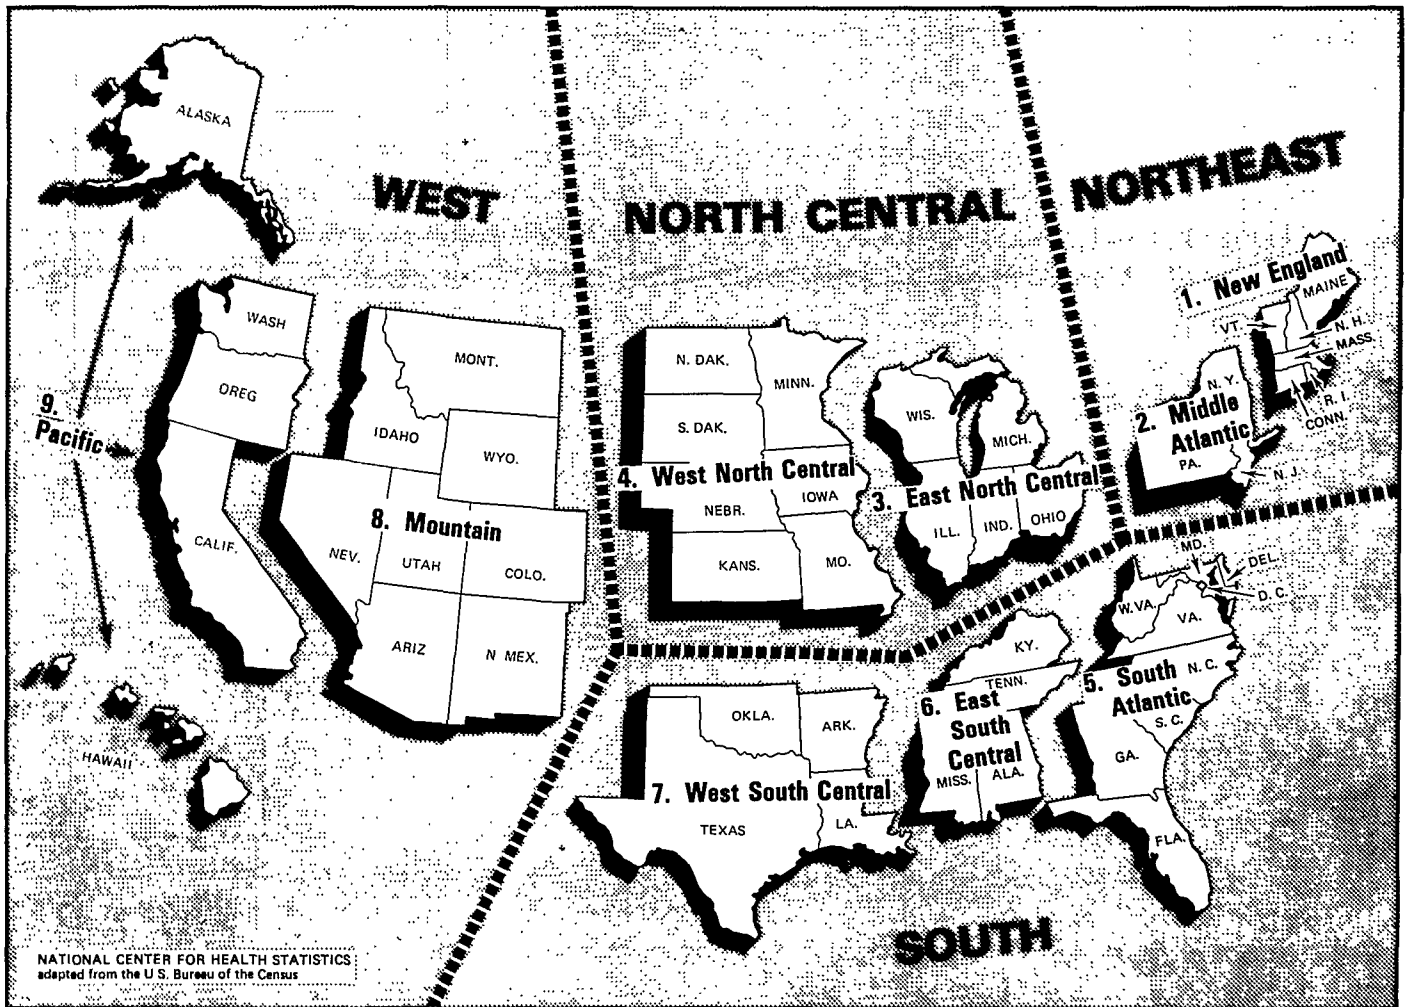 ALASKA
WEST
NORTH CENTRAL
NORTHEAST
1. New England
MAINE
VT.
N. H.
MASS.
R. I.
CONN.
WASH
OREG
9.
Pacific
CALIF.
HAWAII
MONT.
IDAHO
WYO.
8. Mountain
NEV.
UTAH
COLO.
ARIZ
N MEX.
N. DAK.
MINN.
S. DAK.
4. West North Central
IOWA
NEBR.
KANS.
MO.
WIS.
MICH.
3. East North Central
ILL.
IND.
OHIO
N. Y.
2. Middle
Atlantic
PA.
N. J.
MD.
DEL.
D. C.
W. VA.
VA.
N. C.
5. South
Atlantic
S. C.
GA.
FLA.
KY.
TENN.
6. East
South
Central
MISS.
ALA.
OKLA.
ARK.
7. West South Central
TEXAS
LA.
SOUTH
NATIONAL CENTER FOR HEALTH STATISTICS
adapted from the U S. Bureau of the Census